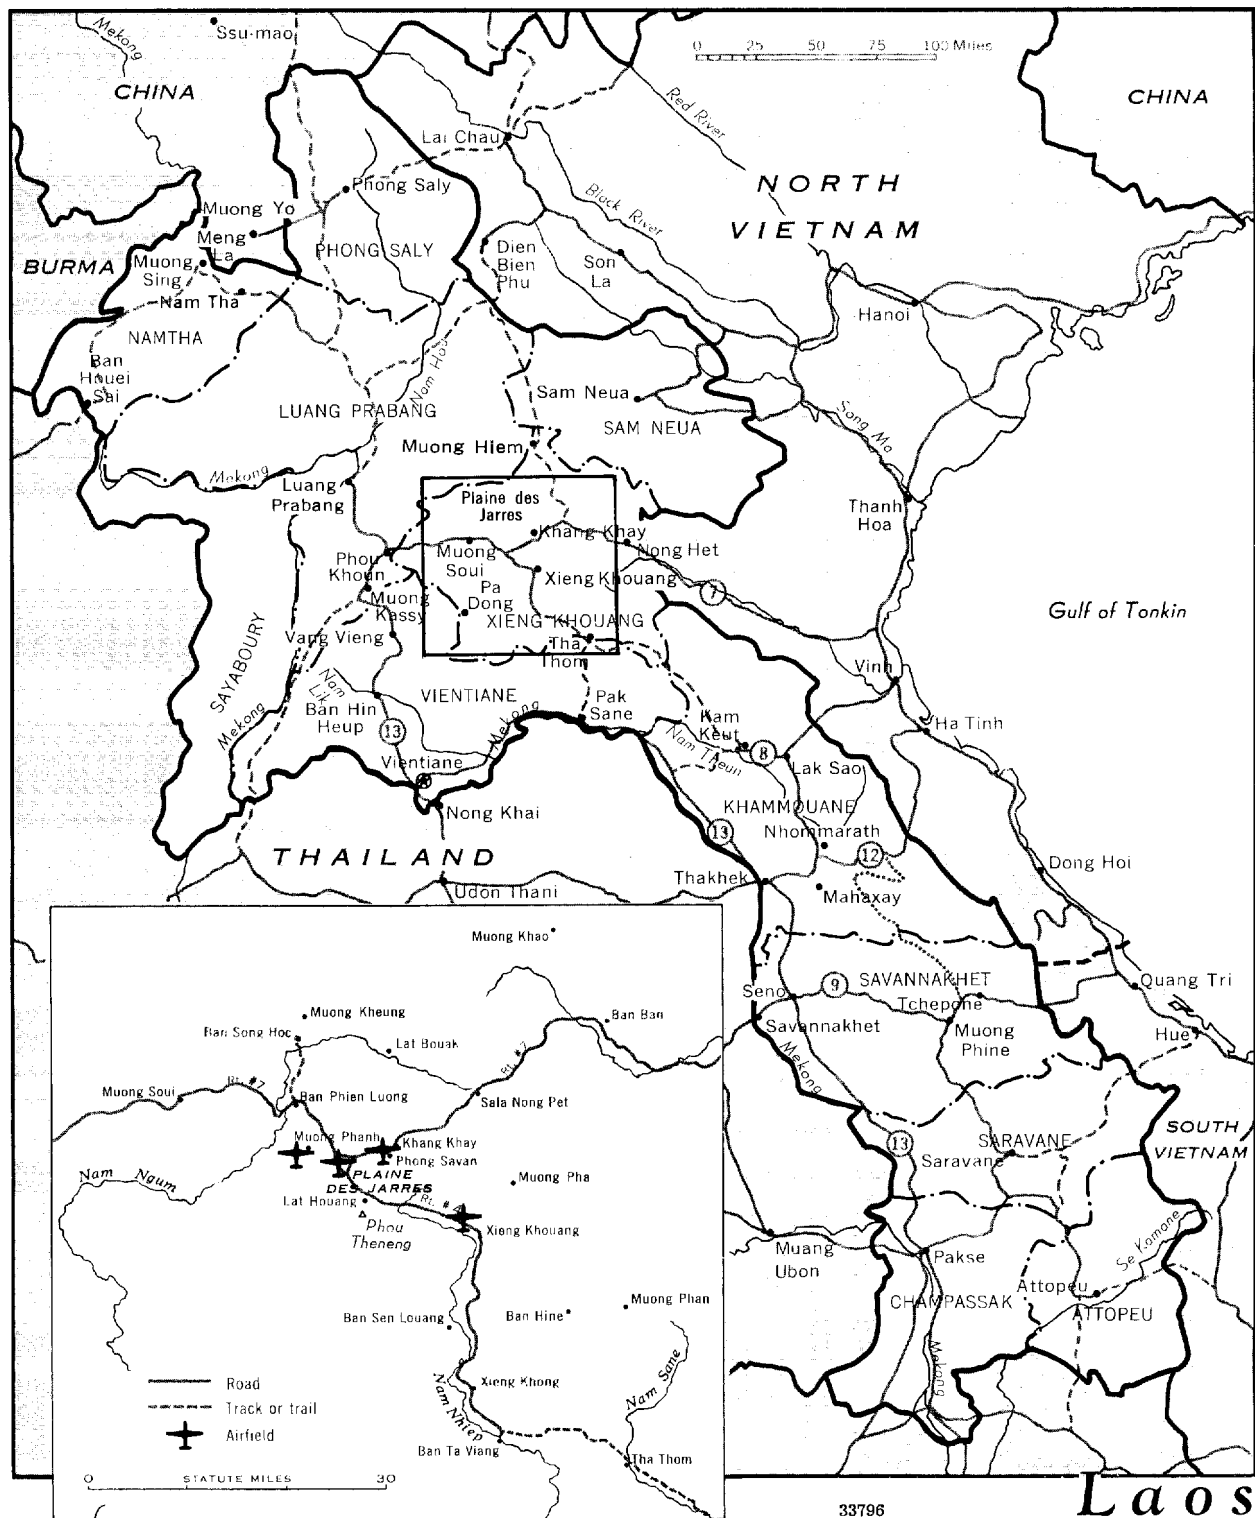 Mekong
Ssu-mao
0 25 50 75 100 Miles
CHINA
CHINA
Red River
Lai Chau
Phong Saly
NORTH
VIETNAM
Black River
Muong Yo
Meng
La
PHONG SALY
BURMA
Muong
Sing
Dien
Bien
Phu
Son
La
Nam Tha
Hanoi
NAMTHA
Ban
Houei
Sai
Nam Hou
Sam Neua
LUANG PRABANG
SAM NEUA
Song Ma
Muong Hiem
Mekong
Luang
Prabang
Plaine des
Jarres
Thanh
Hoa
Khang Khay
Nong Het
Phou
Khoun
Muong
Soui
Xieng Khouang
7
Muong
Kassy
Pa
Dong
Gulf of Tonkin
XIENG KHOUANG
Vang Vieng
Tha
Thom
SAYABOURY
Vinh
Nam
Lik
VIENTIANE
Pak
Sane
Ban Hin
Heup
Mekong
Mekong
Kam
Keut
Ha Tinh
13
Nam Theun
8
Vientiane
Lak Sao
Nong Khai
KHAMMOUANE
13
Nhommarath
THAILAND
12
Dong Hoi
Thakhek
Udon Thani
Mahaxay
Muong Khao
SAVANNAKHET
Quang Tri
Seno
9
Tchepone
Muong Kheung
Ban Ban
Savannakhet
Muong
Phine
Hue
Ban Song Hoc
Lat Bouak
Mekong
Rt. #7
Rt. #7
Muong Soui
Ban Phien Luong
Sala Nong Pet
SOUTH
VIETNAM
13
SARAVANE
Saravane
Muong Phanh
Khang Khay
Phong Savan
PLAINE
DES JARRES
Nam Ngum
Muong Pha
Lat Houang
Rt. #4
Phou
Theneng
Xieng Khouang
Se Komone
Muang
Ubon
Pakse
Attopeu
CHAMPASSAK
ATTOPEU
Muong Phan
Ban Sen Louang
Ban Hine
Mekong
Nam Sane
Road
Xieng Khong
Track or trail
Nam Nhiep
Airfield
Ban Ta Viang
Tha Thom
0 STATUTE MILES 30
33796
Laos